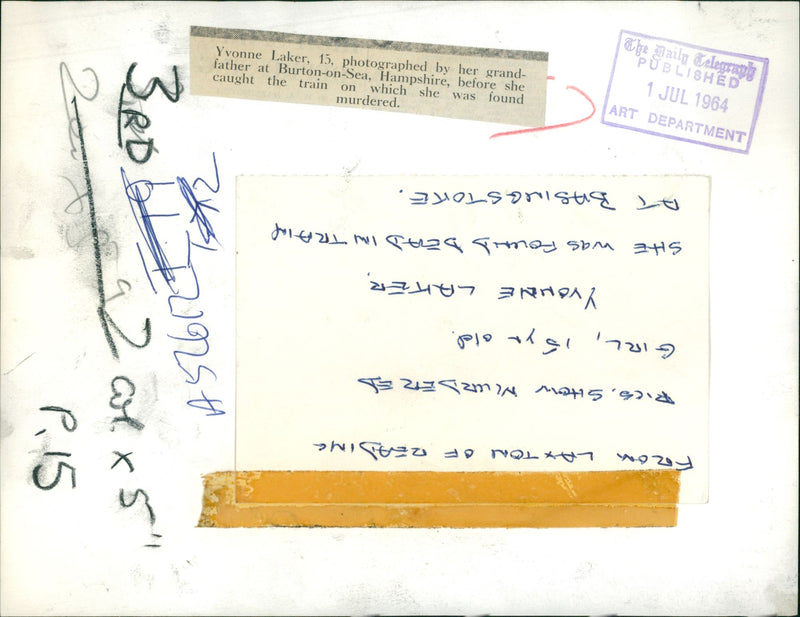 Yvonne Laker, 15, photographed by her grand-
father at Burton-on-Sea, Hampshire, before she
caught the train on which she was found
murdered.
The Daily Telegraph
PUBLISHED
1 JUL 1964
ART DEPARTMENT
FROM LAXTON OF READING
PICS. SHOW MURDERED
GIRL, 15 yr old.
YVONNE LAKER,
SHE WAS FOUND DEAD IN TRAIN
AT BASINGSTOKE.
3RD
2 col x 5"
P.15